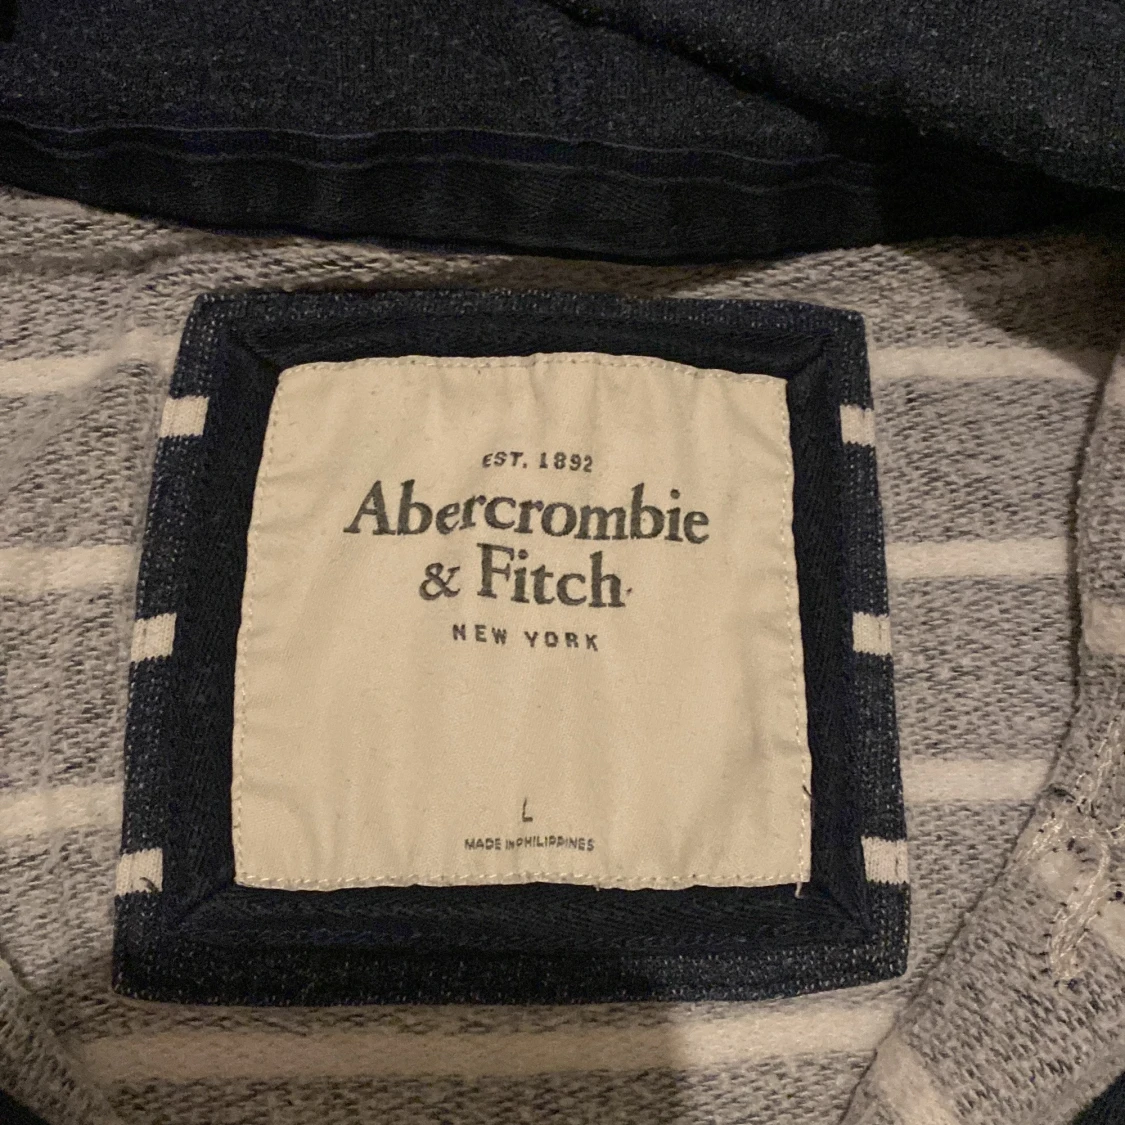 EST. 1892
Abercrombie
& Fitch
NEW YORK
L
MADE IN PHILIPPINES